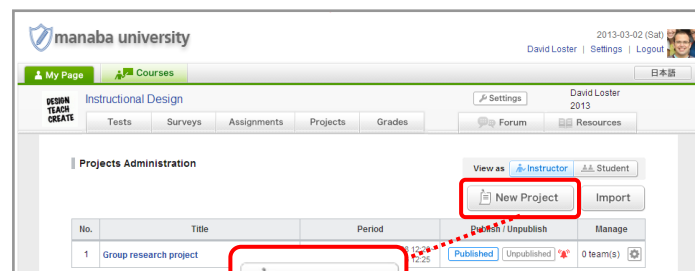 manaba university
2013-03-02 (Sat)
David Loster | Settings | Logout
My Page
Courses
日本語
DESIGN
TEACH
CREATE
Instructional Design
Settings
David Loster
2013
Tests Surveys Assignments Projects Grades Forum Resources
Projects Administration
View as Instructor Student
New Project Import
No. Title Period Publish / Unpublish Manage
1 Group research project 12:25 Published Unpublished 0 team(s)